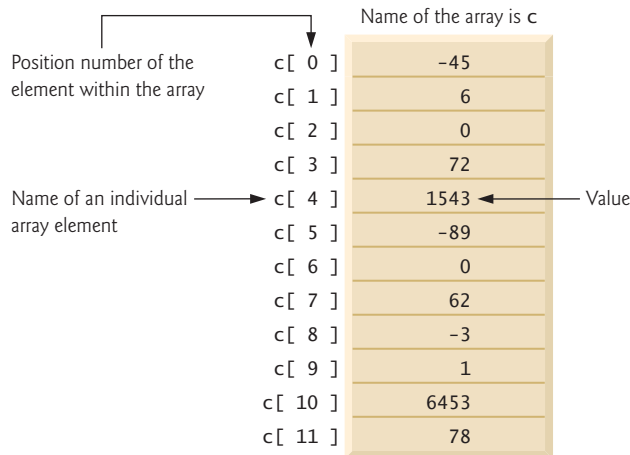 Name of the array is c
Position number of the
element within the array
c[ 0 ] -45
c[ 1 ] 6
c[ 2 ] 0
c[ 3 ] 72
Name of an individual
array element
c[ 4 ] 1543
Value
c[ 5 ] -89
c[ 6 ] 0
c[ 7 ] 62
c[ 8 ] -3
c[ 9 ] 1
c[ 10 ] 6453
c[ 11 ] 78